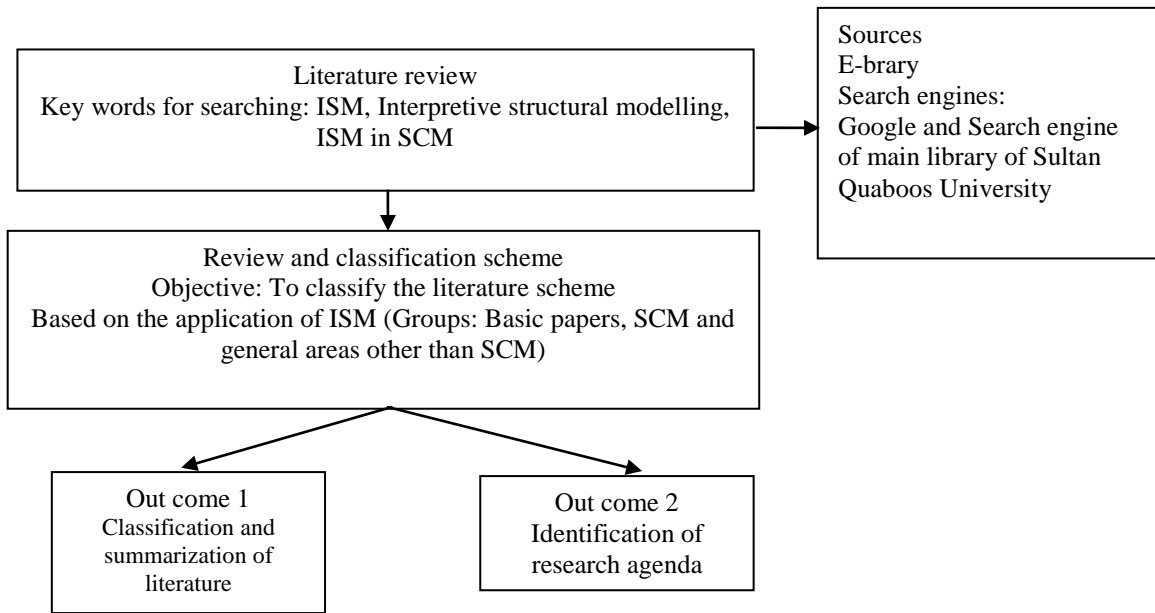 Literature review
Key words for searching: ISM, Interpretive structural modelling,
ISM in SCM
Sources
E-brary
Search engines:
Google and Search engine
of main library of Sultan
Quaboos University
Review and classification scheme
Objective: To classify the literature scheme
Based on the application of ISM (Groups: Basic papers, SCM and
general areas other than SCM)
Out come 1
Classification and
summarization of
literature
Out come 2
Identification of
research agenda